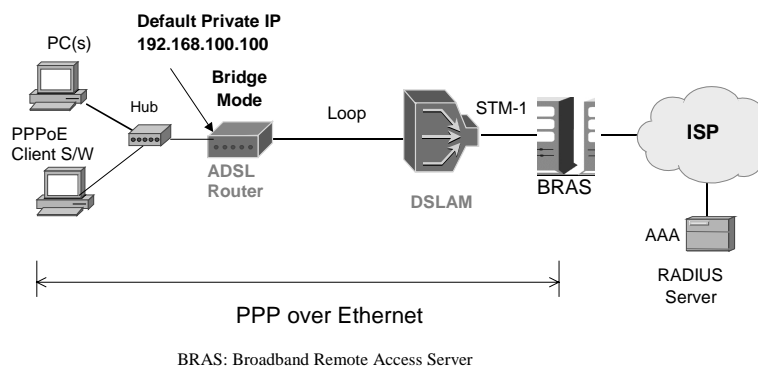 Default Private IP
192.168.100.100
PC(s)
Bridge
Mode
Hub
Loop
STM-1
ISP
PPPoE
Client S/W
ADSL
Router
DSLAM
BRAS
AAA
RADIUS
Server
PPP over Ethernet
BRAS: Broadband Remote Access Server